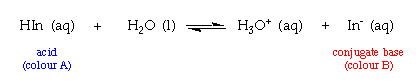 HIn (aq) + H₂O (l) ⇌ H₃O⁺ (aq) + In⁻ (aq)
acid conjugate base
(colour A) (colour B)